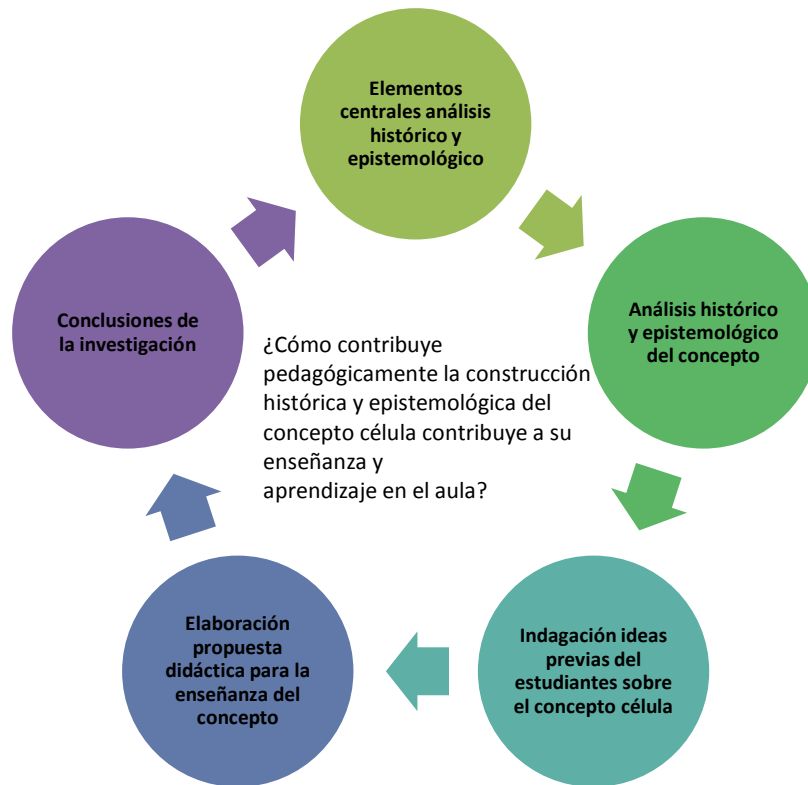 Elementos
centrales análisis
histórico y
epistemológico
Análisis histórico
y epistemológico
del concepto
Indagación ideas
previas del
estudiantes sobre
el concepto célula
Elaboración
propuesta
didáctica para la
enseñanza del
concepto
Conclusiones de
la investigación
¿Cómo contribuye
pedagógicamente la construcción
histórica y epistemológica del
concepto célula contribuye a su
enseñanza y
aprendizaje en el aula?